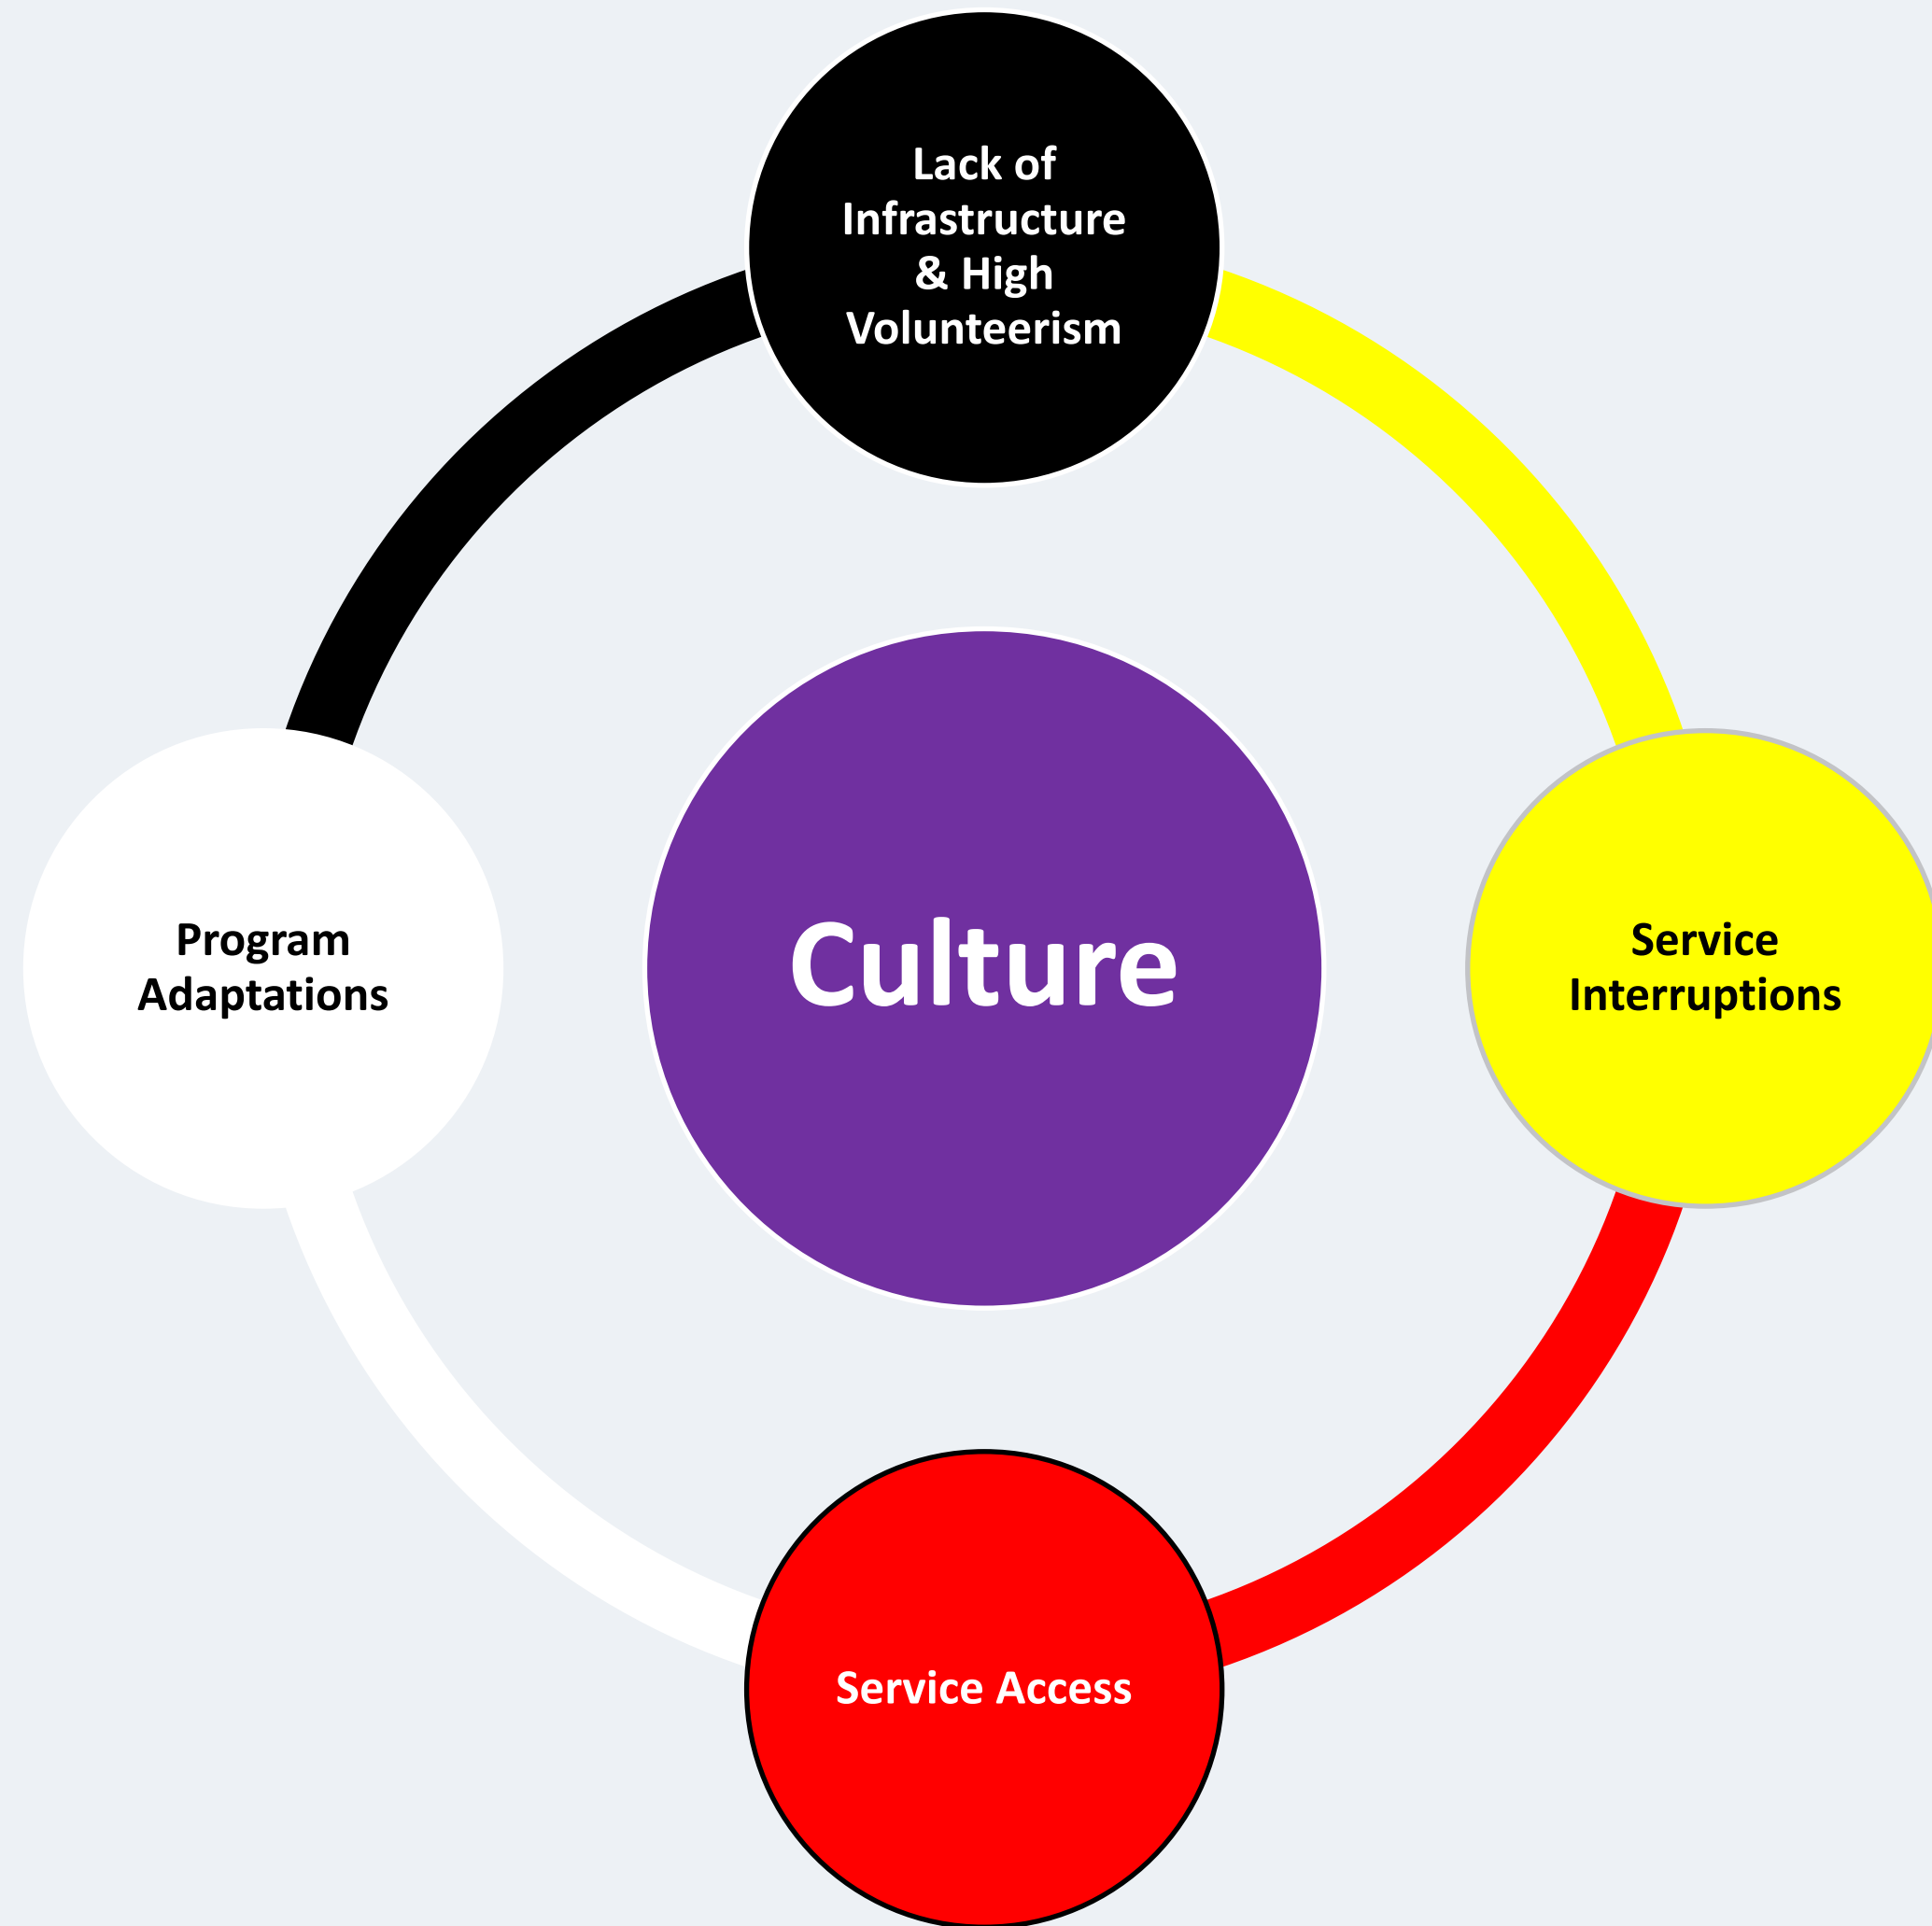 Lack of
Infrastructure
& High
Volunteerism
Program
Adaptations
Culture
Service
Interruptions
Service Access